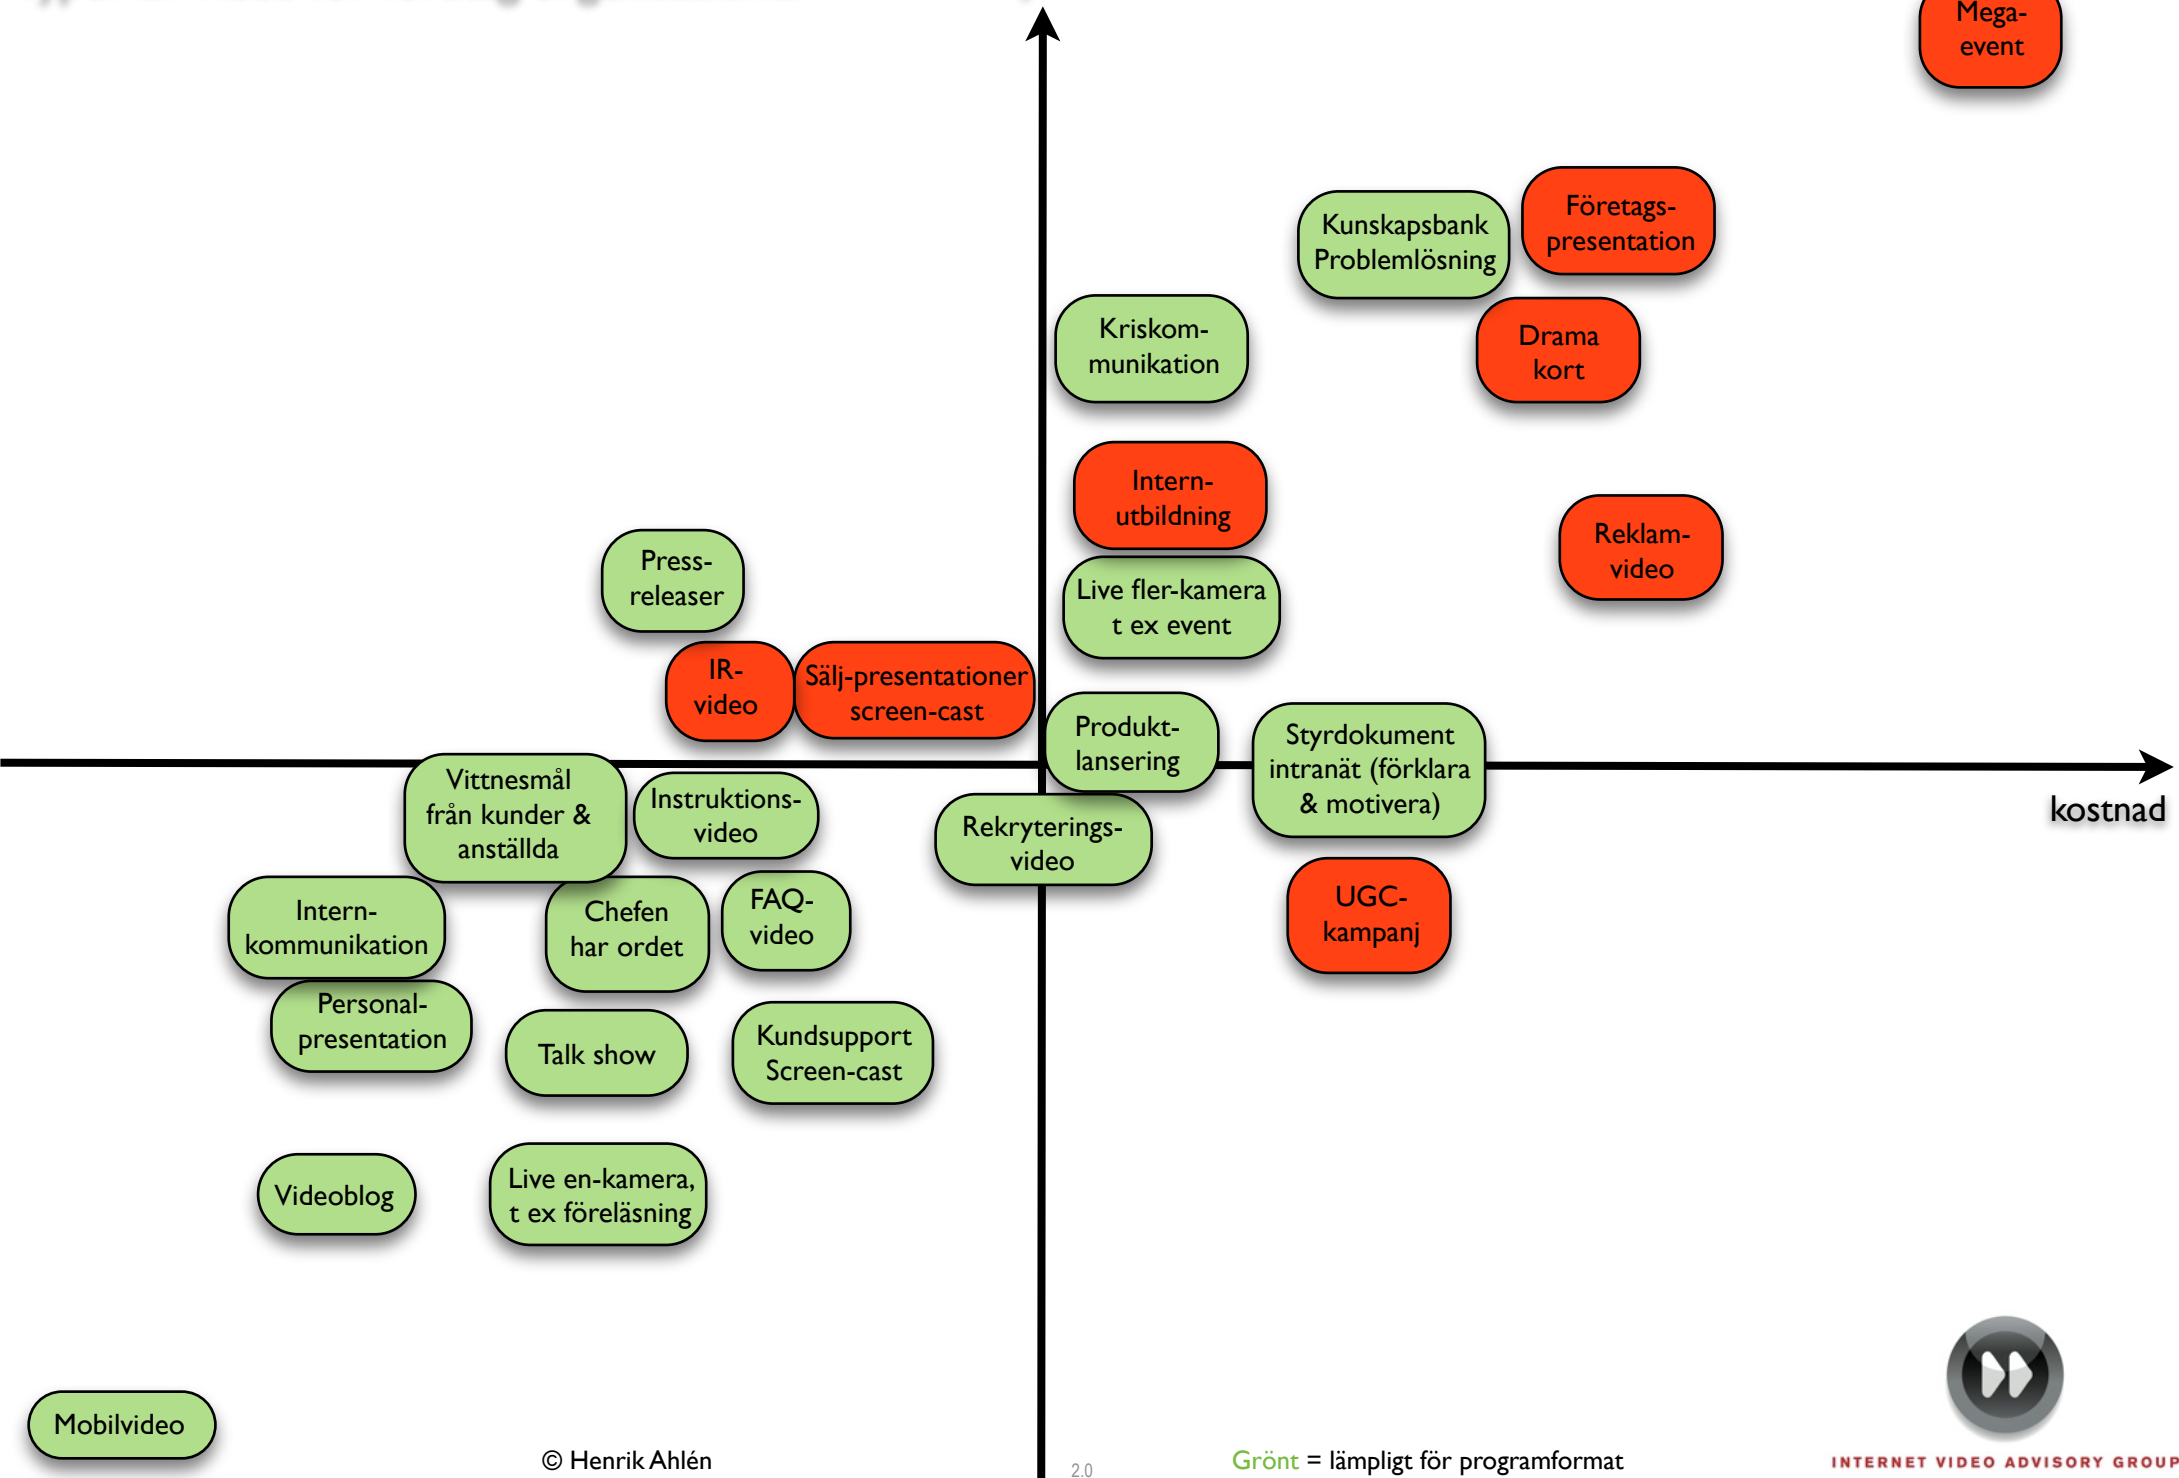 Mega-
event
Företags-
presentation
Kunskapsbank
Problemlösning
Kriskom-
munikation
Drama
kort
Intern-
utbildning
Reklam-
video
Press-
releaser
Live fler-kamera
t ex event
IR-
video
Sälj-presentationer
screen-cast
Produkt-
lansering
Styrdokument
intranät (förklara
& motivera)
kostnad
Vittnesmål
från kunder &
anställda
Instruktions-
video
Rekryterings-
video
Intern-
kommunikation
Chefen
har ordet
FAQ-
video
UGC-
kampanj
Personal-
presentation
Talk show
Kundsupport
Screen-cast
Videoblog
Live en-kamera,
t ex föreläsning
Mobilvideo
© Henrik Ahlén
2.0
Grönt = lämpligt för programformat
INTERNET VIDEO ADVISORY GROUP